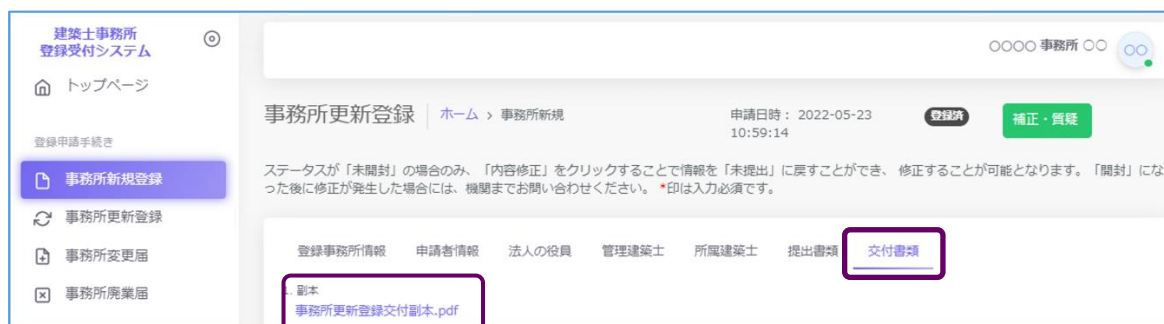 建築士事務所
登録受付システム
トップページ
登録申請手続き
事務所新規登録
事務所更新登録
事務所変更届
事務所廃業届
〇〇〇〇 事務所 〇〇
〇〇
事務所更新登録
ホーム > 事務所新規
申請日時： 2022-05-23
10:59:14
登録済
補正・質疑
ステータスが「未開封」の場合のみ、「内容修正」をクリックすることで情報を「未提出」に戻すことができ、 修正することが可能となります。「開封」にな
った後に修正が発生した場合には、機関までお問い合わせください。 *印は入力必須です。
登録事務所情報 申請者情報 法人の役員 管理建築士 所属建築士 提出書類 交付書類
. 副本
事務所更新登録交付副本.pdf